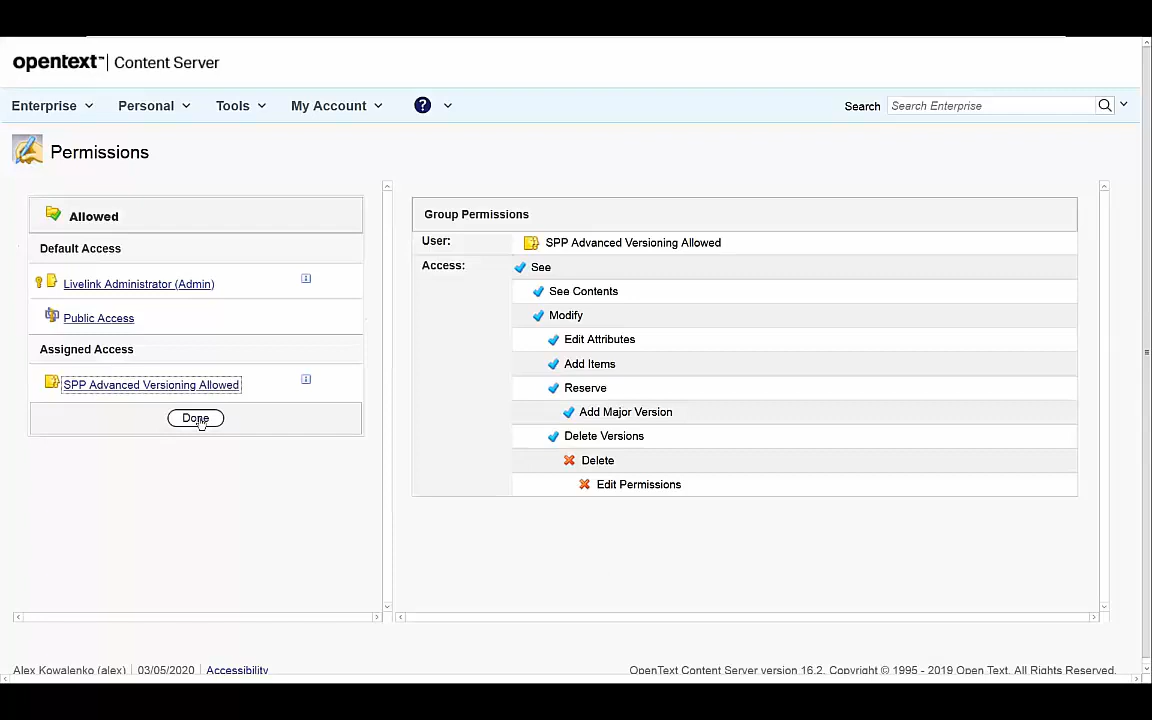 opentext™ | Content Server
Enterprise Personal Tools My Account ? Search Search Enterprise
Permissions
Allowed
Default Access
Livelink Administrator (Admin)
Public Access
Assigned Access
SPP Advanced Versioning Allowed
Done
Group Permissions
User: SPP Advanced Versioning Allowed
Access: See
See Contents
Modify
Edit Attributes
Add Items
Reserve
Add Major Version
Delete Versions
Delete
Edit Permissions
Alex Kowalenko (alex) | 03/05/2020 | Accessibility OpenText Content Server version 16.2. Copyright © 1995 - 2019 Open Text. All Rights Reserved.